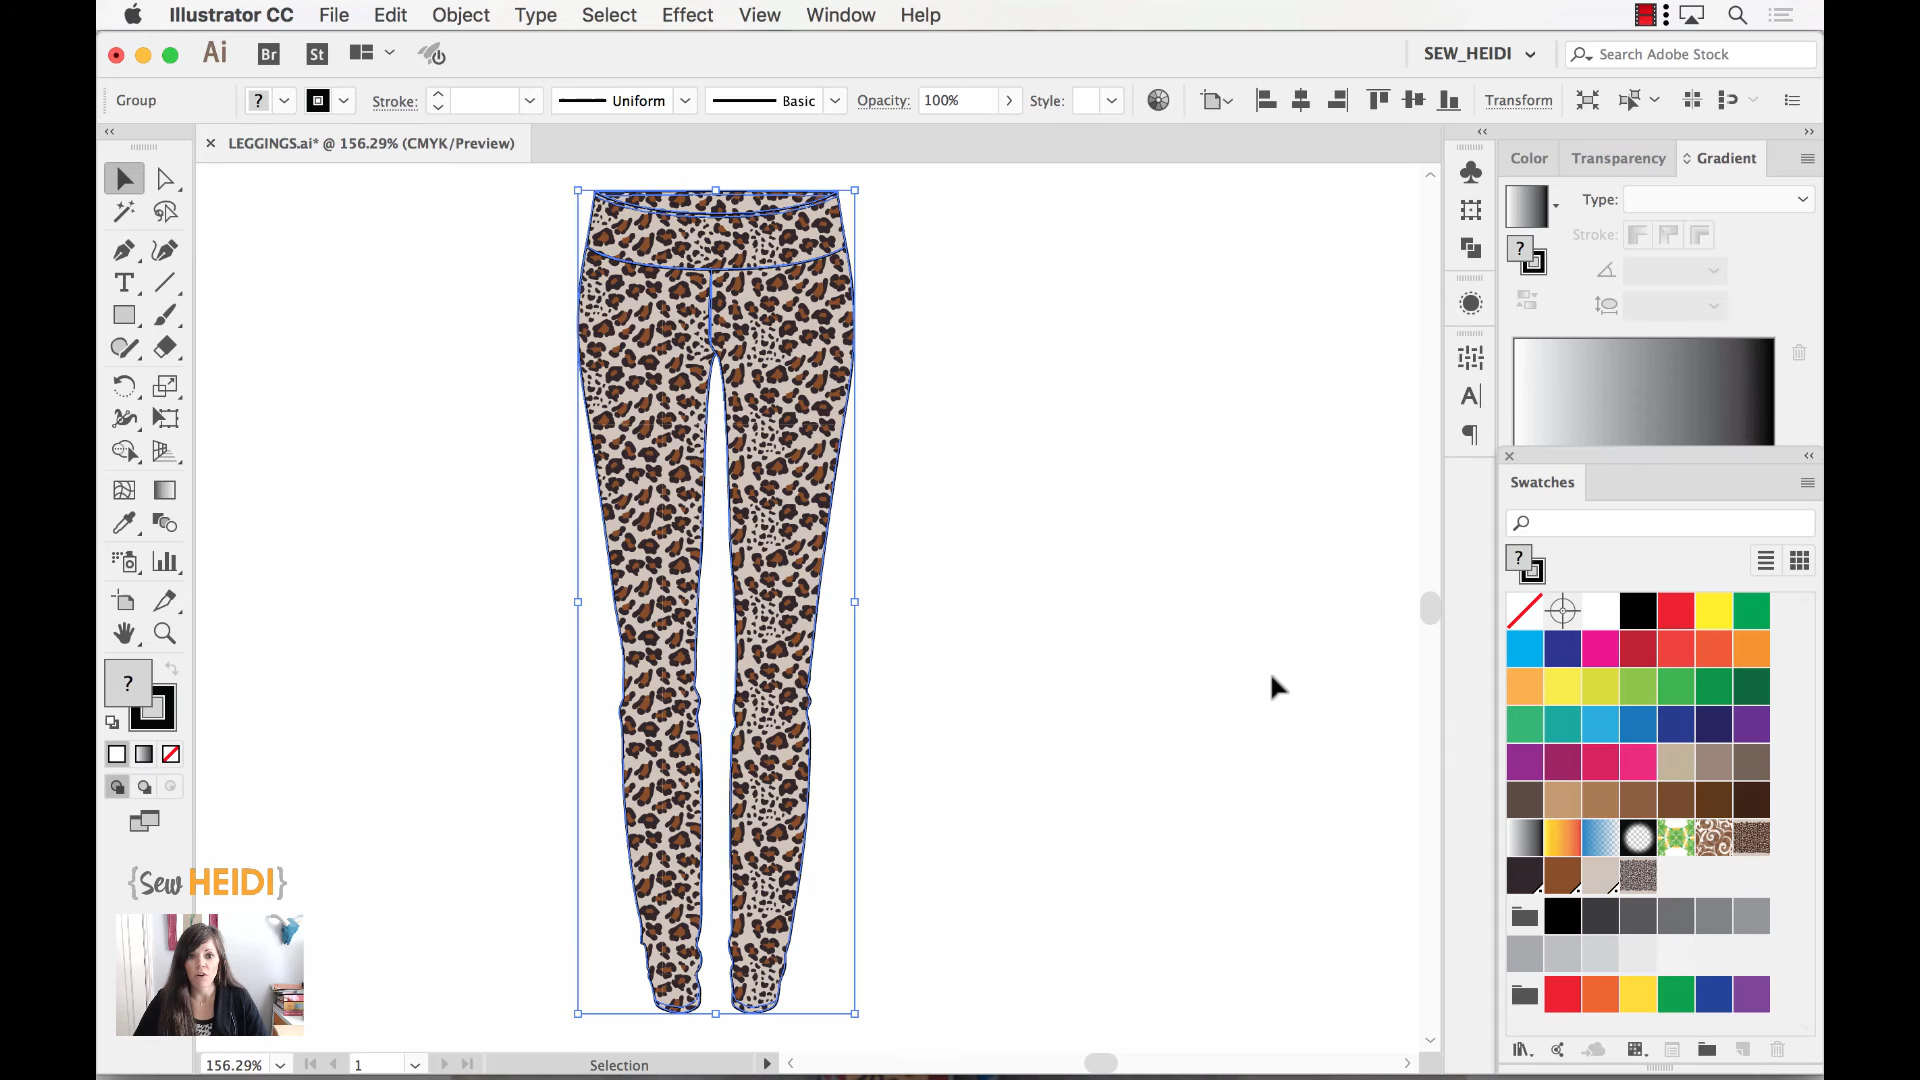 Illustrator CC File Edit Object Type Select Effect View Window Help
Ai Br St SEW_HEIDI Search Adobe Stock
Group ? Stroke: Uniform Basic Opacity: 100% Style: Transform
LEGGINGS.ai* @ 156.29% (CMYK/Preview)
Color Transparency Gradient
Type:
Stroke:
?
Swatches
?
?
{Sew HEIDI}
156.29% 1 Selection